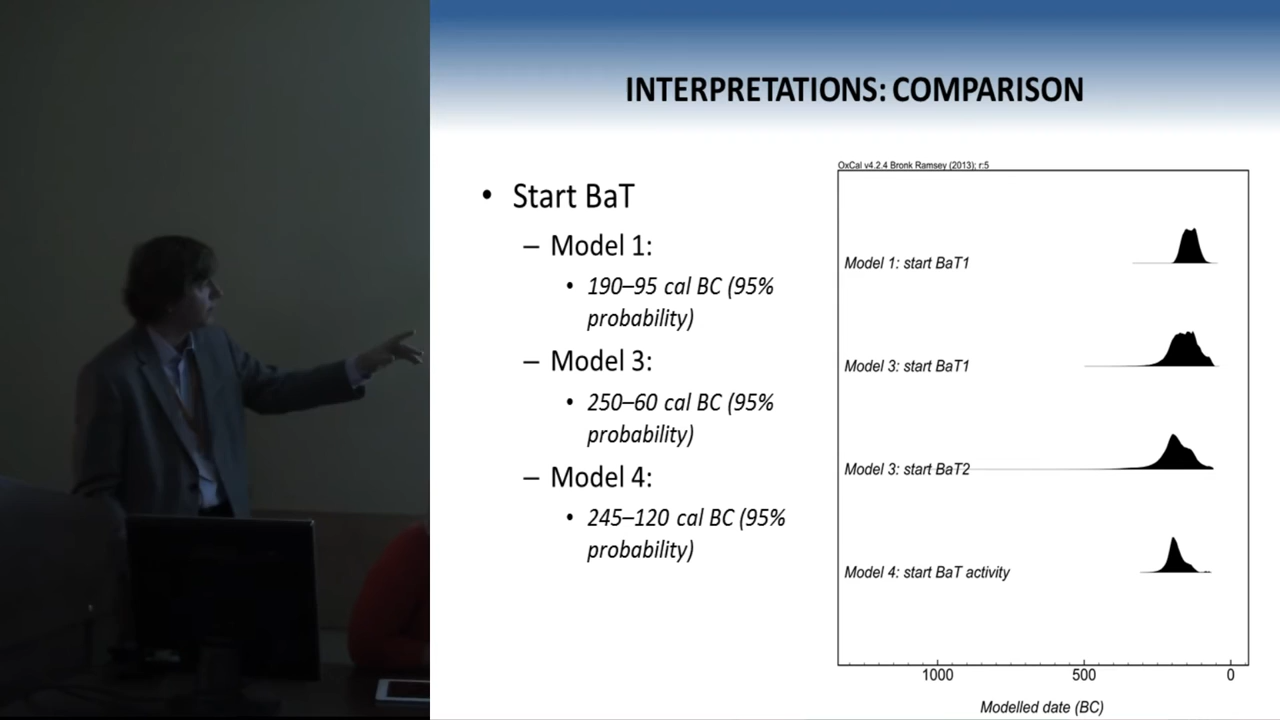 INTERPRETATIONS: COMPARISON
• Start BaT
– Model 1:
• 190–95 cal BC (95%
probability)
– Model 3:
• 250–60 cal BC (95%
probability)
– Model 4:
• 245–120 cal BC (95%
probability)
OxCal v4.2.4 Bronk Ramsey (2013); r:5
Model 1: start BaT1
Model 3: start BaT1
Model 3: start BaT2
Model 4: start BaT activity
1000 500 0
Modelled date (BC)